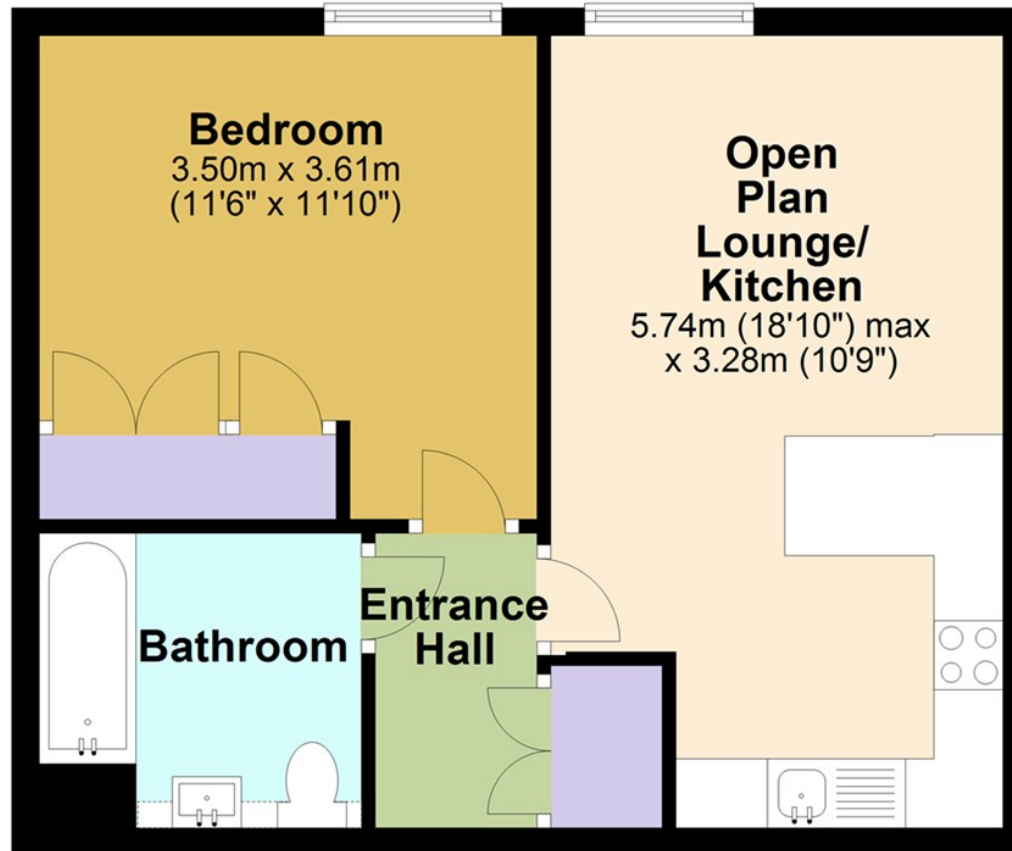 Bedroom
3.50m x 3.61m
(11'6" x 11'10")
Open
Plan
Lounge/
Kitchen
5.74m (18'10") max
x 3.28m (10'9")
Bathroom
Entrance
Hall